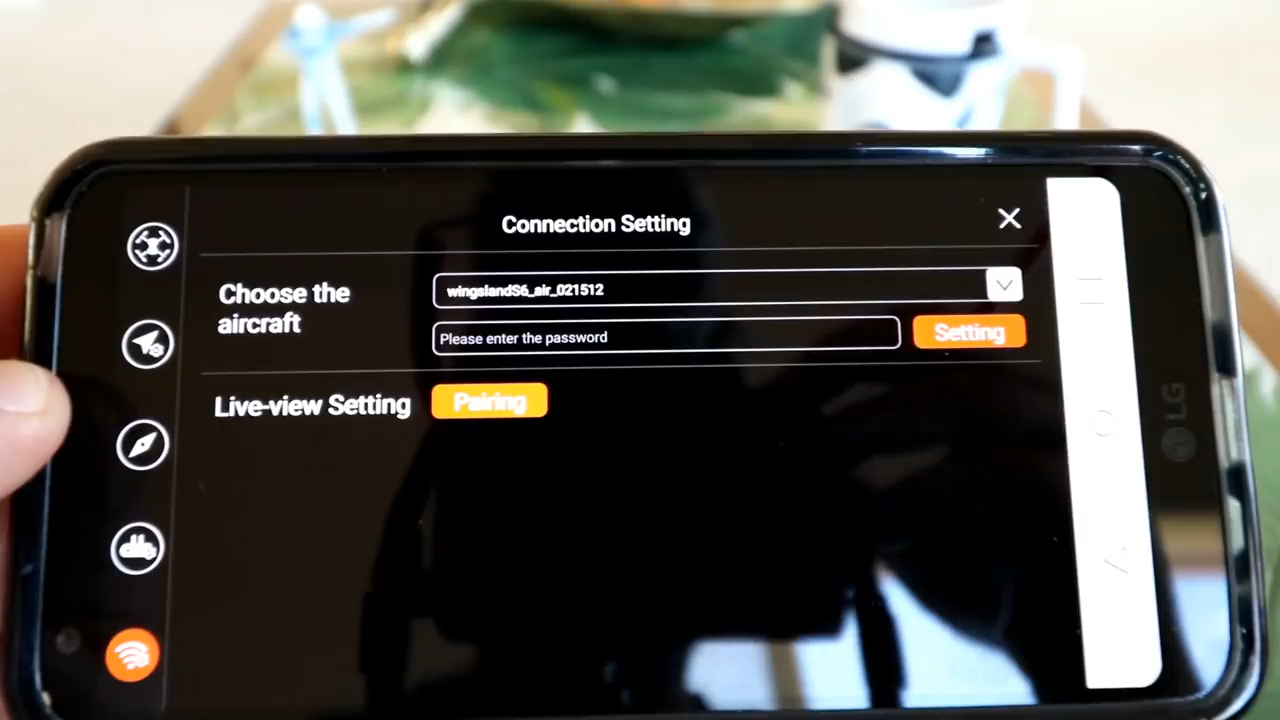 Connection Setting
Choose the
aircraft
wingslandS6_air_021512
Please enter the password
Setting
Live-view Setting
Pairing
LG